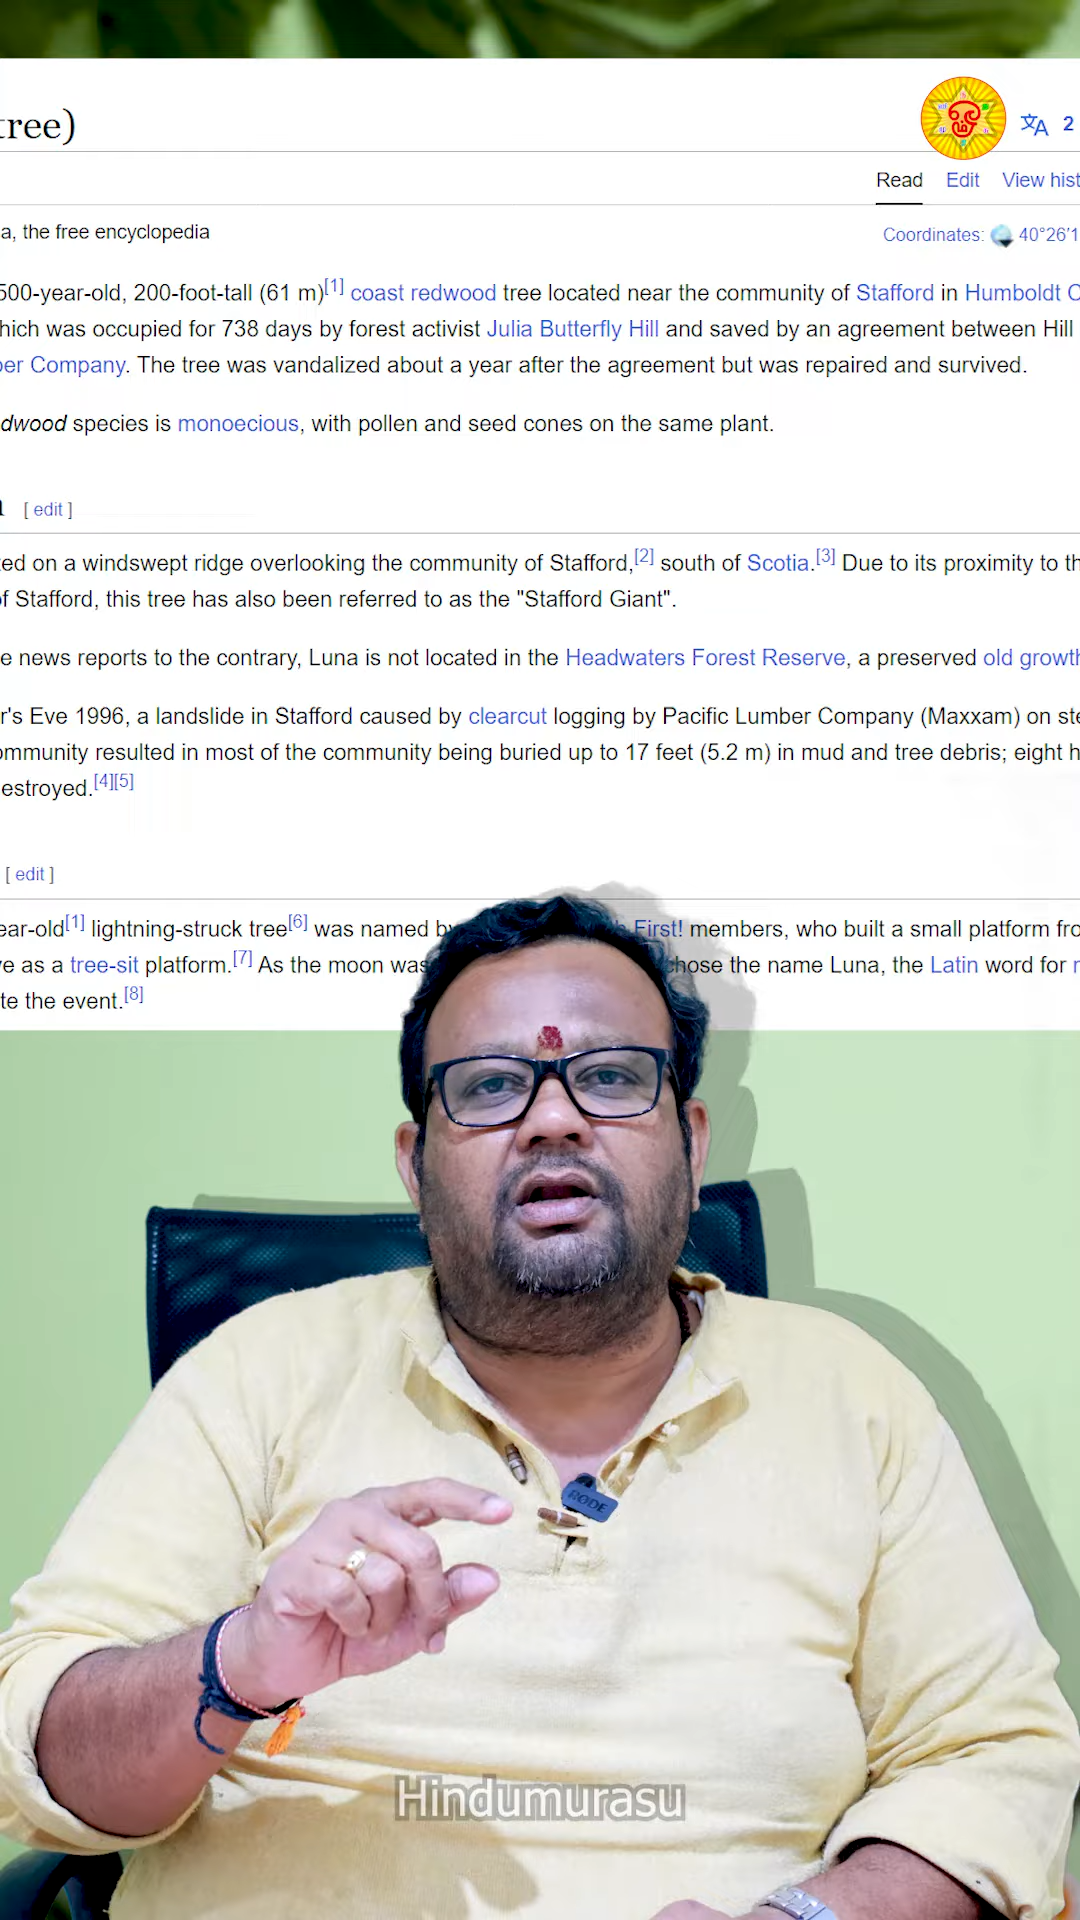 tree)
ௐ
文A 2
Read Edit View hist
a, the free encyclopedia
Coordinates: 40°26′1
500-year-old, 200-foot-tall (61 m)[1] coast redwood tree located near the community of Stafford in Humboldt C
hich was occupied for 738 days by forest activist Julia Butterfly Hill and saved by an agreement between Hill
ber Company. The tree was vandalized about a year after the agreement but was repaired and survived.
dwood species is monoecious, with pollen and seed cones on the same plant.
[ edit ]
ted on a windswept ridge overlooking the community of Stafford,[2] south of Scotia.[3] Due to its proximity to th
of Stafford, this tree has also been referred to as the "Stafford Giant".
e news reports to the contrary, Luna is not located in the Headwaters Forest Reserve, a preserved old growth
r's Eve 1996, a landslide in Stafford caused by clearcut logging by Pacific Lumber Company (Maxxam) on ste
ommunity resulted in most of the community being buried up to 17 feet (5.2 m) in mud and tree debris; eight h
estroyed.[4][5]
[ edit ]
ear-old[1] lightning-struck tree[6] was named by First! members, who built a small platform fro
ve as a tree-sit platform.[7] As the moon was chose the name Luna, the Latin word for
te the event.[8]
RODE
Hindumurasu